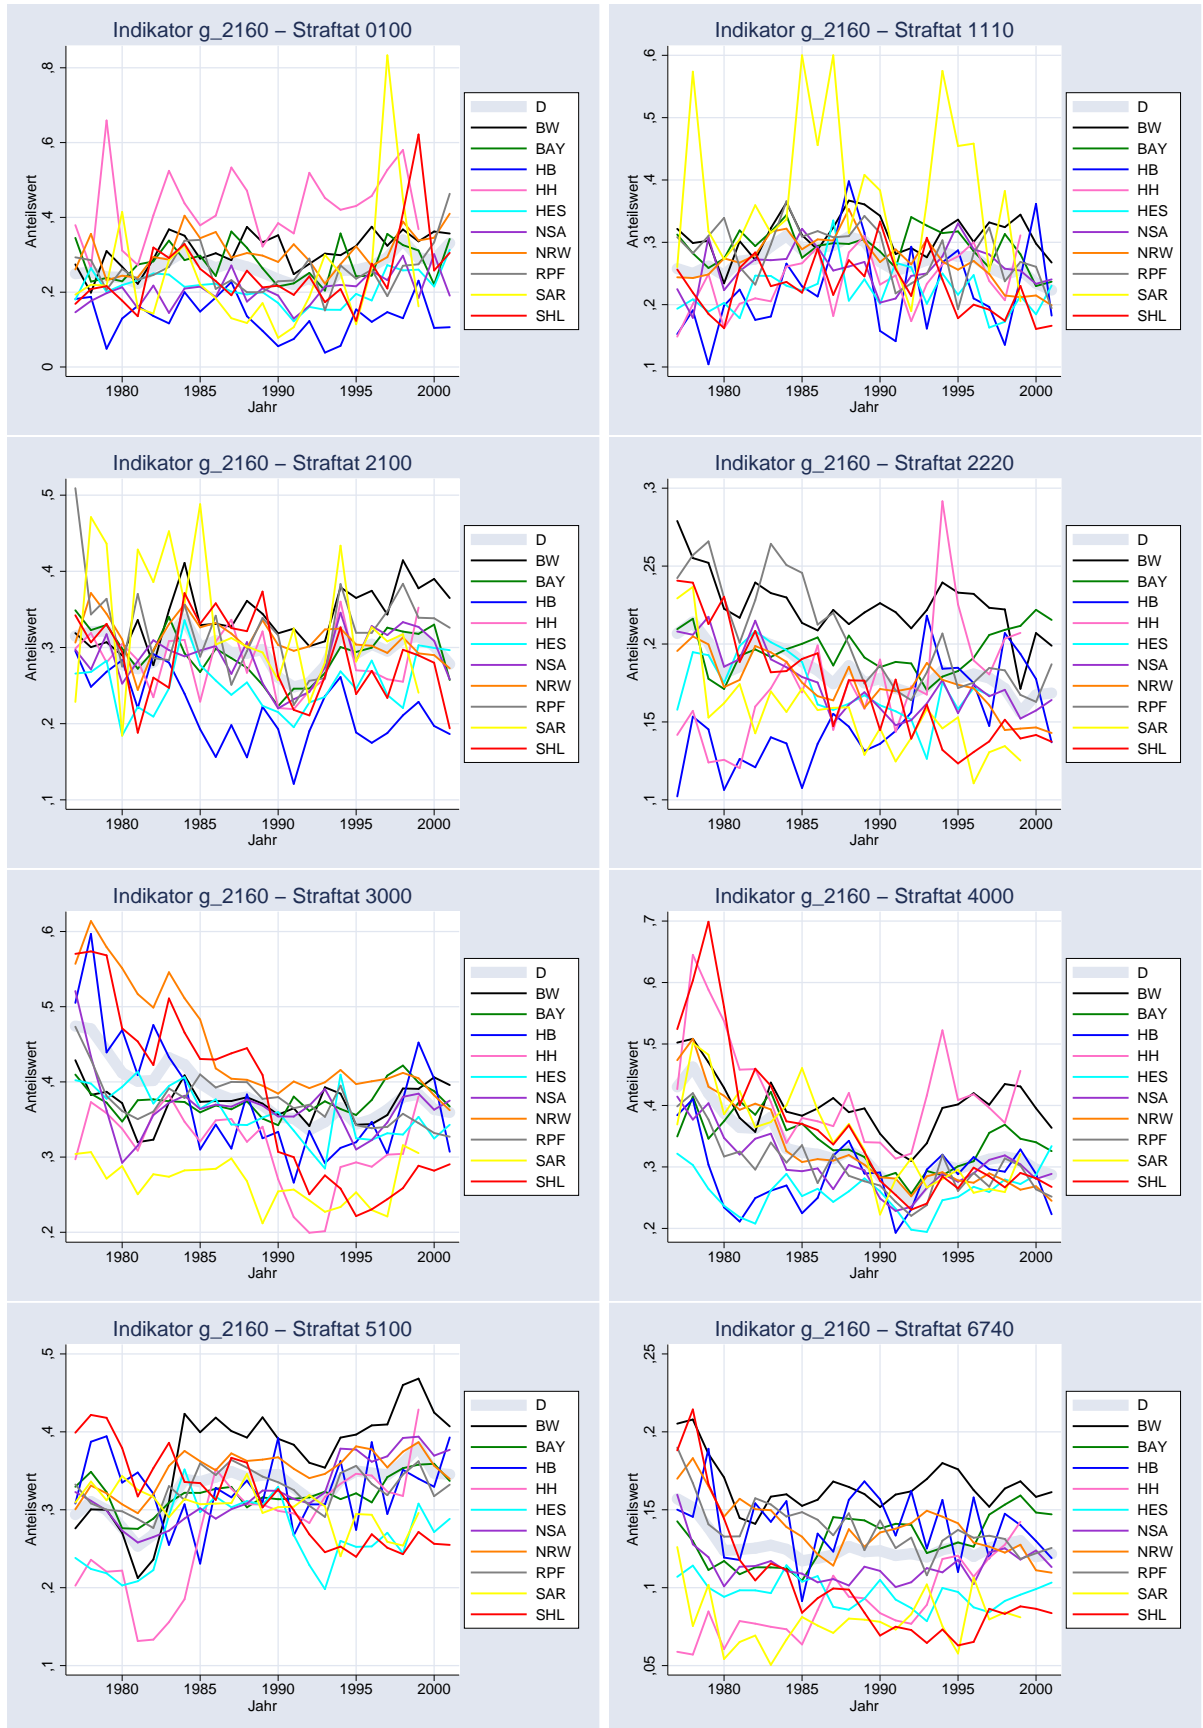 Indikator g_2160 – Straftat 0100
Anteilswert
,8
,6
,4
,2
0
1980 1985 1990 1995 2000
Jahr
D
BW
BAY
HB
HH
HES
NSA
NRW
RPF
SAR
SHL
Indikator g_2160 – Straftat 1110
Anteilswert
,6
,5
,4
,3
,2
,1
1980 1985 1990 1995 2000
Jahr
D
BW
BAY
HB
HH
HES
NSA
NRW
RPF
SAR
SHL
Indikator g_2160 – Straftat 2100
Anteilswert
,5
,4
,3
,2
,1
1980 1985 1990 1995 2000
Jahr
D
BW
BAY
HB
HH
HES
NSA
NRW
RPF
SAR
SHL
Indikator g_2160 – Straftat 2220
Anteilswert
,3
,25
,2
,15
,1
1980 1985 1990 1995 2000
Jahr
D
BW
BAY
HB
HH
HES
NSA
NRW
RPF
SAR
SHL
Indikator g_2160 – Straftat 3000
Anteilswert
,6
,5
,4
,3
,2
1980 1985 1990 1995 2000
Jahr
D
BW
BAY
HB
HH
HES
NSA
NRW
RPF
SAR
SHL
Indikator g_2160 – Straftat 4000
Anteilswert
,7
,6
,5
,4
,3
,2
1980 1985 1990 1995 2000
Jahr
D
BW
BAY
HB
HH
HES
NSA
NRW
RPF
SAR
SHL
Indikator g_2160 – Straftat 5100
Anteilswert
,5
,4
,3
,2
,1
1980 1985 1990 1995 2000
Jahr
D
BW
BAY
HB
HH
HES
NSA
NRW
RPF
SAR
SHL
Indikator g_2160 – Straftat 6740
Anteilswert
,25
,2
,15
,1
,05
1980 1985 1990 1995 2000
Jahr
D
BW
BAY
HB
HH
HES
NSA
NRW
RPF
SAR
SHL